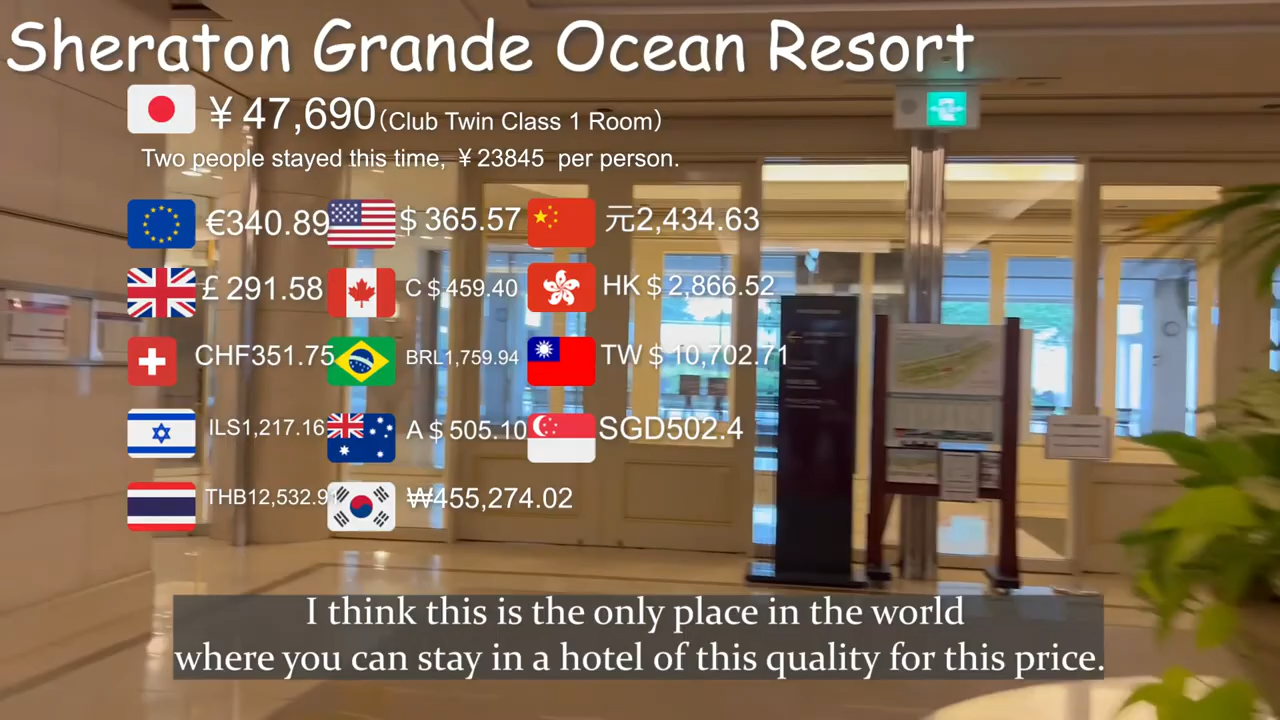 Sheraton Grande Ocean Resort
¥ 47,690(Club Twin Class 1 Room)
Two people stayed this time, ¥ 23845 per person.
€340.89 $ 365.57 元2,434.63
£ 291.58 C $ 459.40 HK $ 2,866.52
CHF351.75 BRL1,759.94 TW $ 10,702.71
ILS1,217.16 A $ 505.10 SGD502.4
THB12,532.91 ₩455,274.02
I think this is the only place in the world
where you can stay in a hotel of this quality for this price.